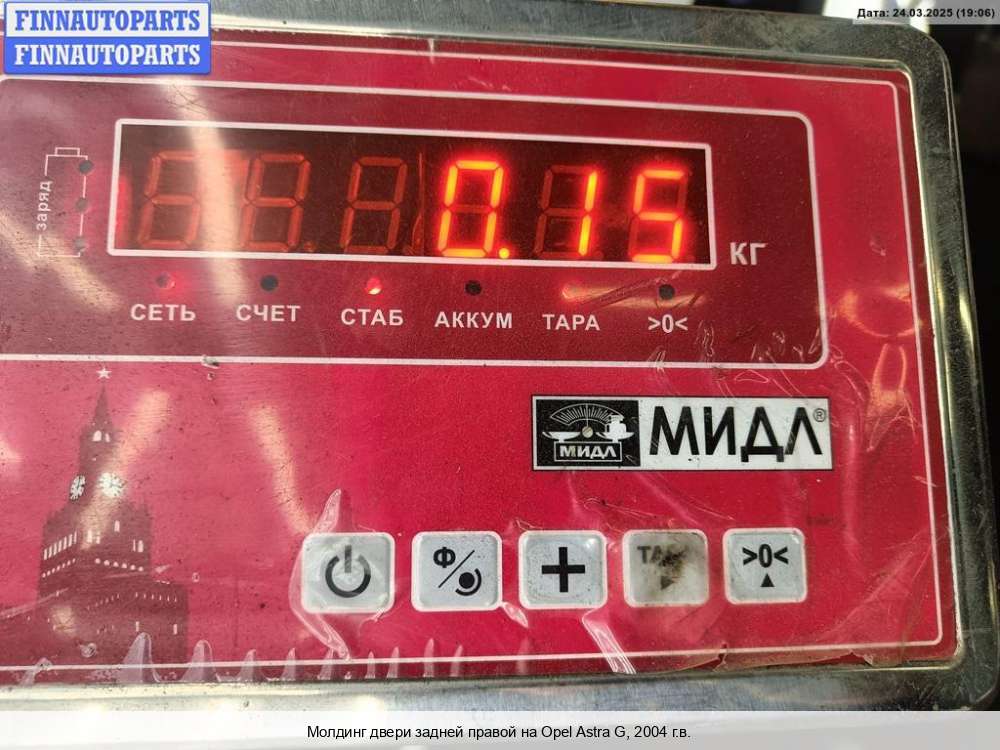 FINNAUTOPARTS
FINNAUTOPARTS
Дата: 24.03.2025 (19:06)
заряд
0.15
КГ
СЕТЬ СЧЕТ СТАБ АККУМ ТАРА >0<
МИДЛ МИДЛ®
Ф/ + >0<
Молдинг двери задней правой на Opel Astra G, 2004 г.в.